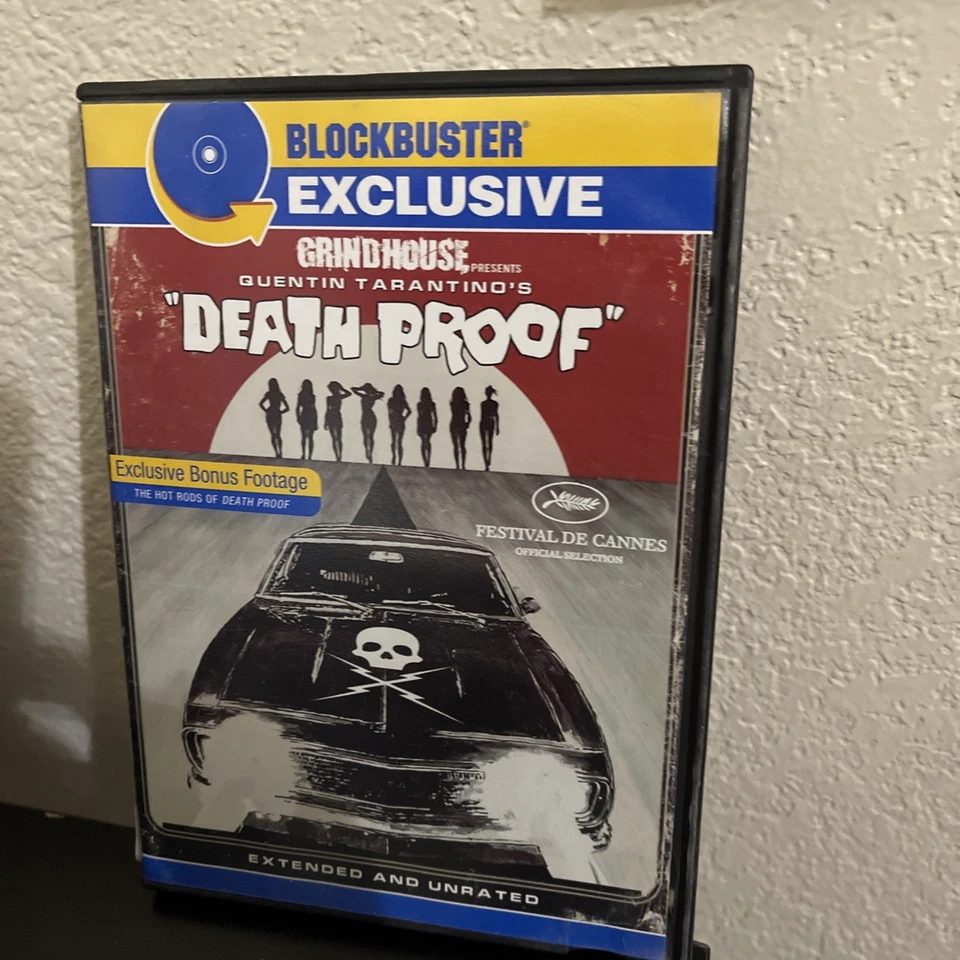 BLOCKBUSTER®
EXCLUSIVE
GRINDHOUSE PRESENTS
QUENTIN TARANTINO'S
"DEATH PROOF"
Exclusive Bonus Footage
THE HOT RODS OF DEATH PROOF
FESTIVAL DE CANNES
OFFICIAL SELECTION
EXTENDED AND UNRATED